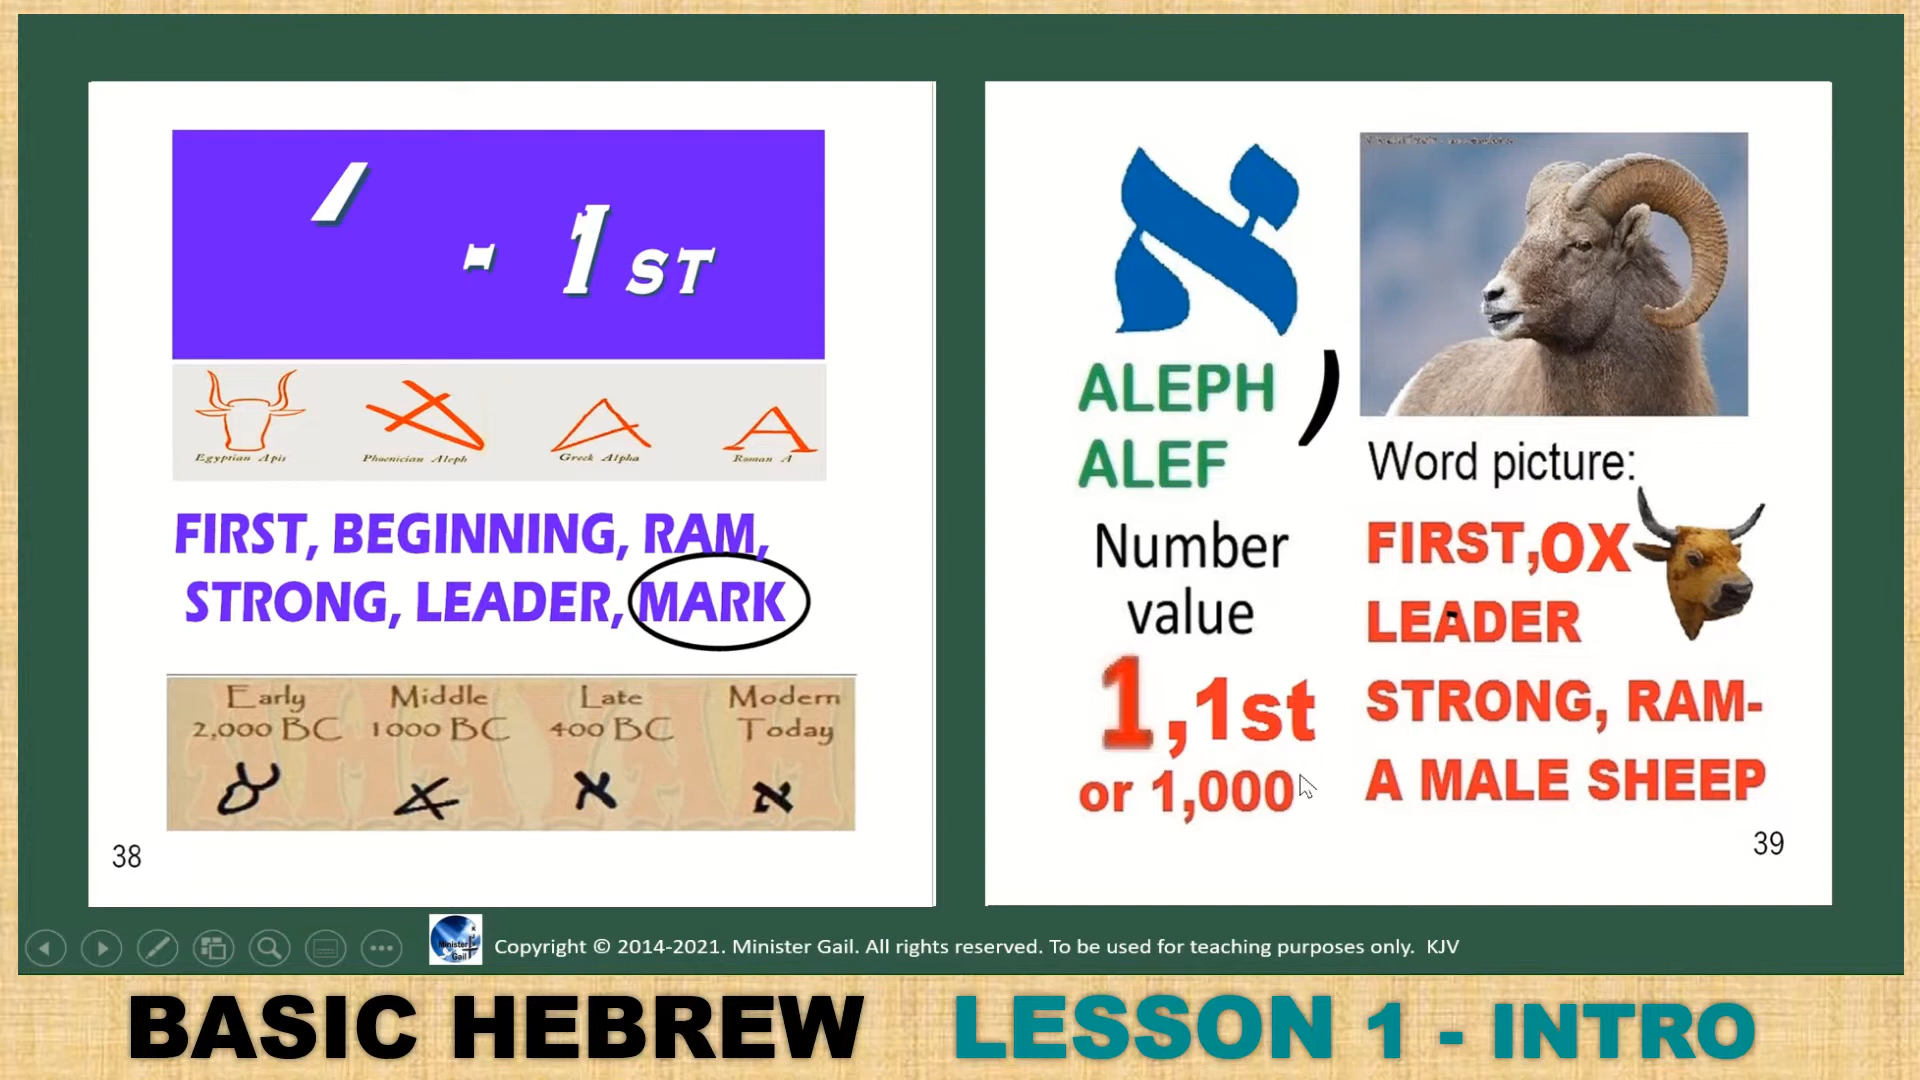 ′ - 1ST
Egyptian Apis
Phoenician Aleph
Greek Alpha
Roman A
FIRST, BEGINNING, RAM,
STRONG, LEADER, MARK
Early
2,000 BC
Middle
1000 BC
Late
400 BC
Modern
Today
38
א
ALEPH
ALEF
Number
value
1,1st
or 1,000
Word picture:
FIRST,OX
LEADER
STRONG, RAM-
A MALE SHEEP
39
Minister
Gail
Copyright © 2014-2021. Minister Gail. All rights reserved. To be used for teaching purposes only. KJV
BASIC HEBREW LESSON 1 - INTRO